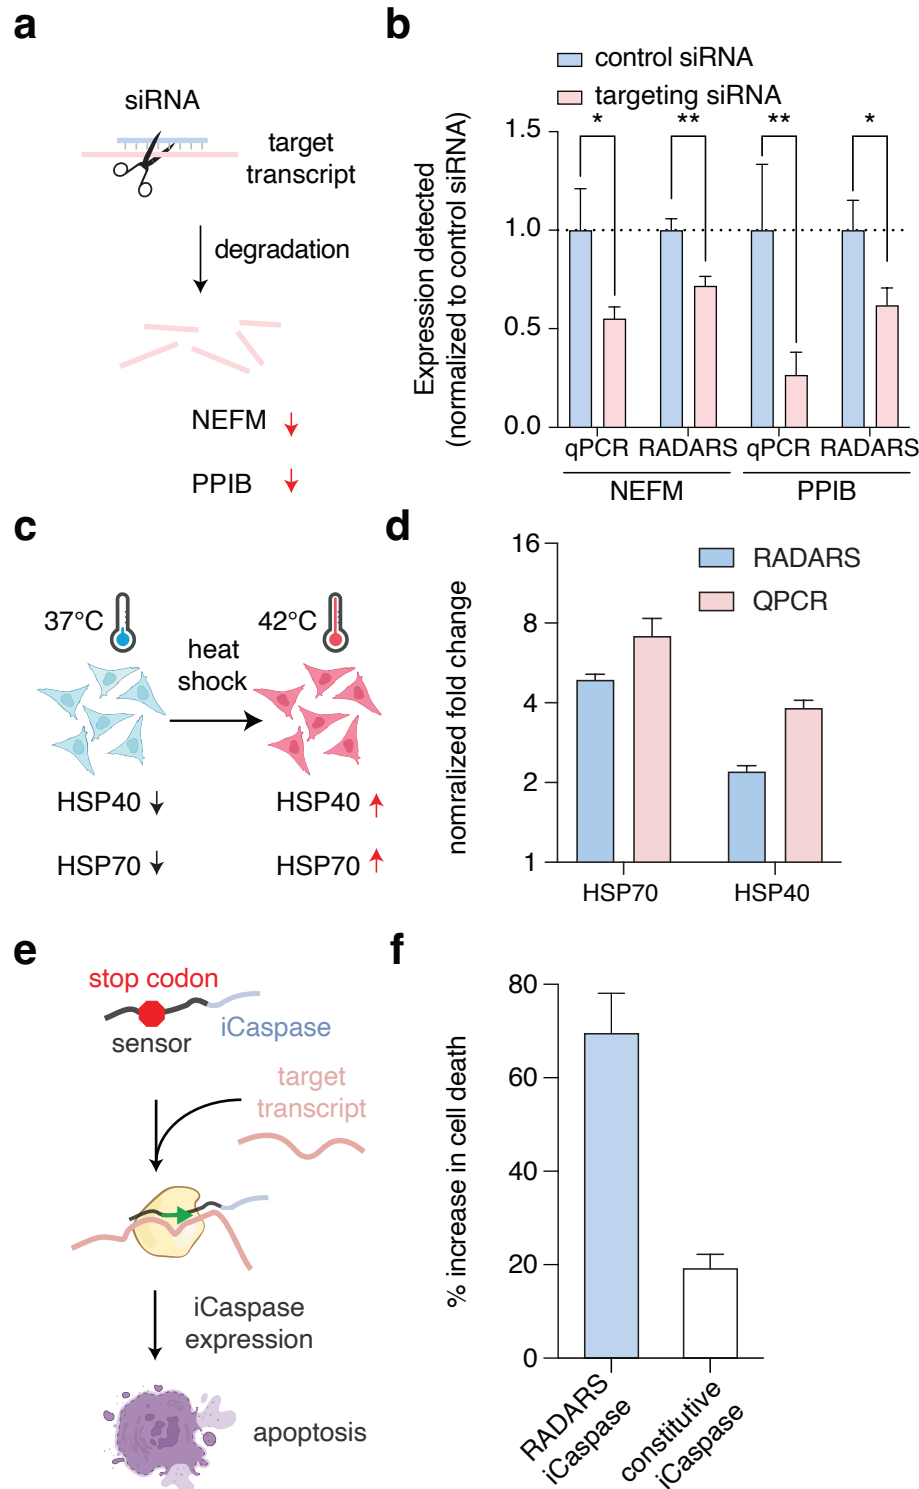 a
siRNA
target
transcript
degradation
NEFM
PPIB
b
control siRNA
targeting siRNA
Expression detected
(normalized to control siRNA)
1.5
1.0
0.5
0.0
*
**
**
*
qPCR
RADARS
qPCR
RADARS
NEFM
PPIB
c
37°C
42°C
heat
shock
HSP40
HSP70
HSP40
HSP70
d
nomralized fold change
16
8
4
2
1
RADARS
QPCR
HSP70
HSP40
e
stop codon
iCaspase
sensor
target
transcript
iCaspase
expression
apoptosis
f
% increase in cell death
80
60
40
20
0
RADARS
iCaspase
constitutive
iCaspase